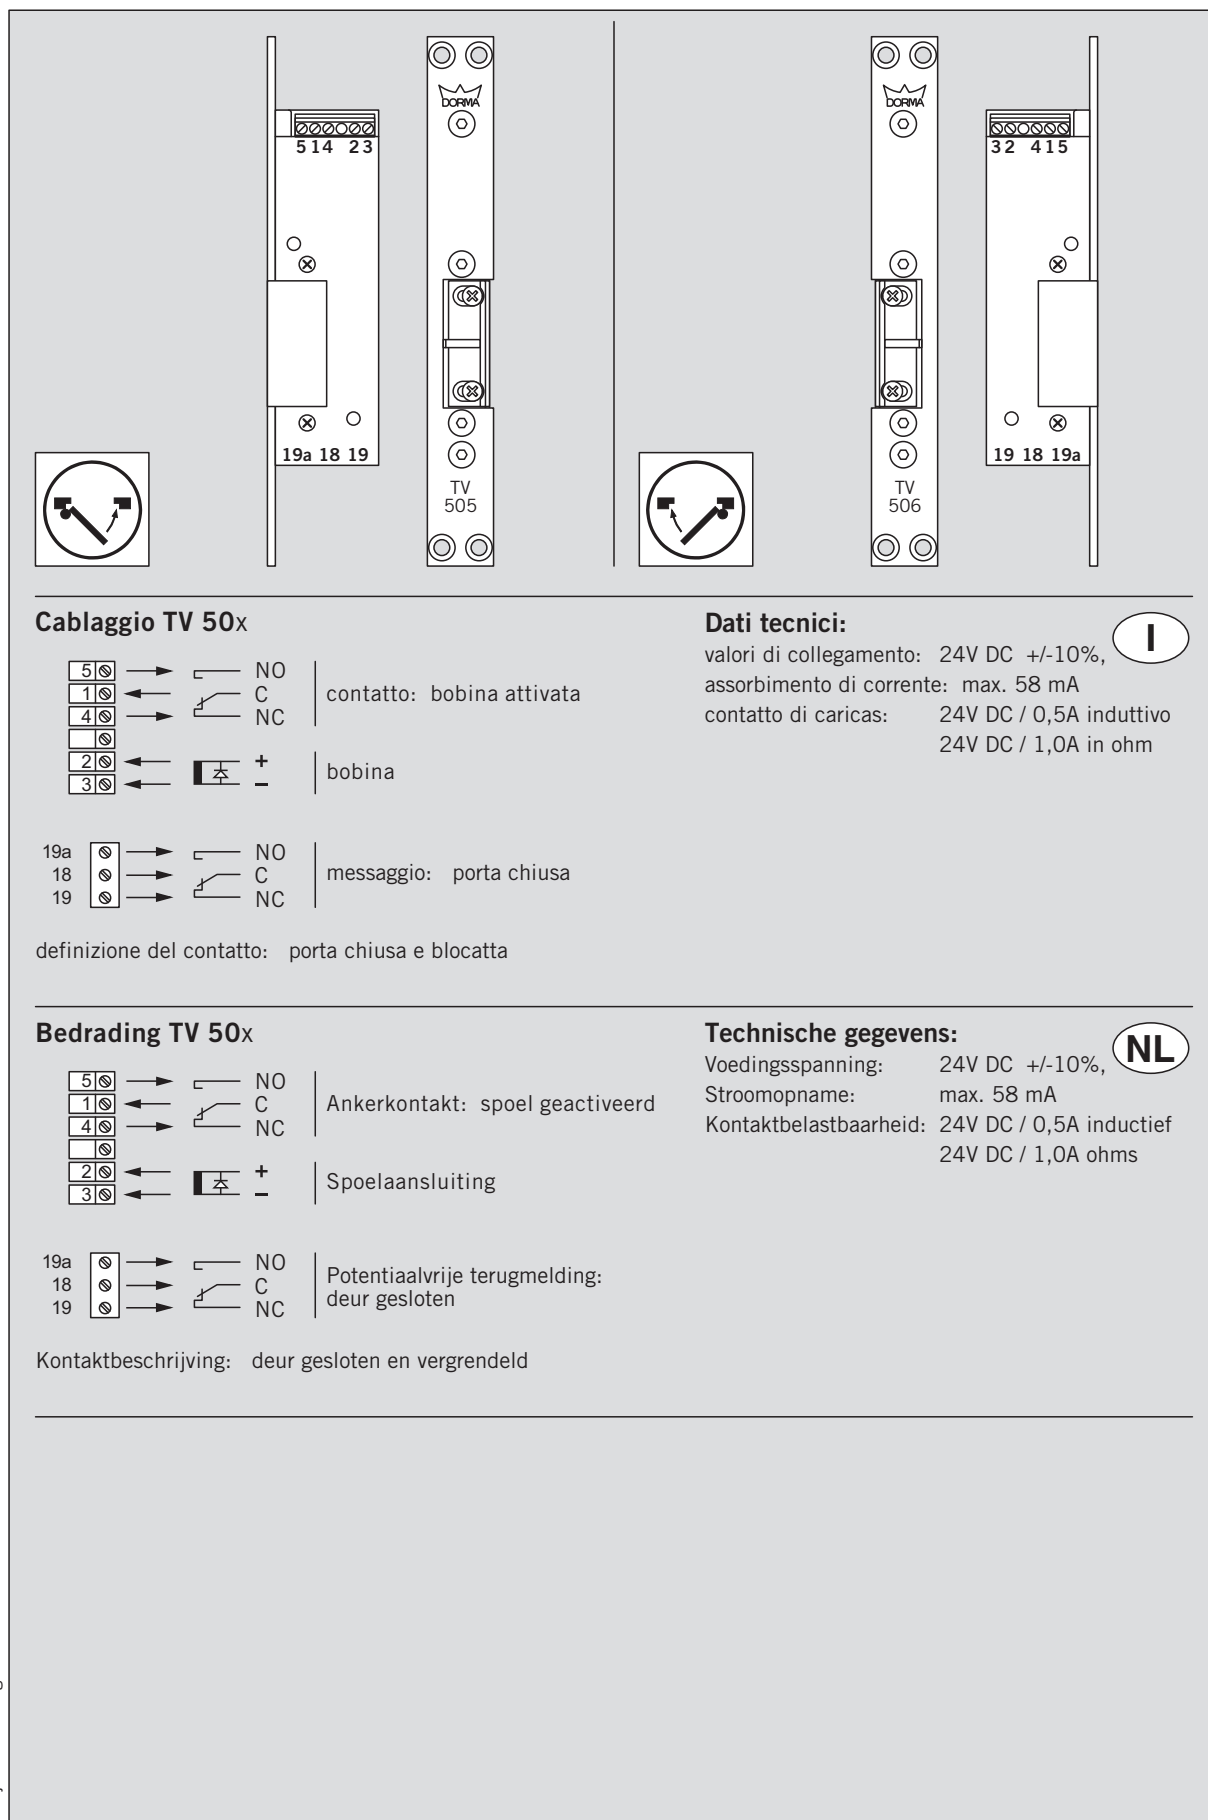 DORMA
DORMA
5 1 4 2 3
3 2 4 1 5
19a 18 19
19 18 19a
TV
505
TV
506
Cablaggio TV 50x
5 NO
1 C
4 NC
contatto: bobina attivata
2 +
3 –
bobina
19a NO
18 C
19 NC
messaggio: porta chiusa
definizione del contatto: porta chiusa e blocatta
Dati tecnici:
I
valori di collegamento: 24V DC +/-10%,
assorbimento di corrente: max. 58 mA
contatto di caricas: 24V DC / 0,5A induttivo
24V DC / 1,0A in ohm
Bedrading TV 50x
5 NO
1 C
4 NC
Ankerkontakt: spoel geactiveerd
2 +
3 –
Spoelaansluiting
19a NO
18 C
19 NC
Potentiaalvrije terugmelding:
deur gesloten
Kontaktbeschrijving: deur gesloten en vergrendeld
Technische gegevens:
NL
Voedingsspanning: 24V DC +/-10%,
Stroomopname: max. 58 mA
Kontaktbelastbaarheid: 24V DC / 0,5A inductief
24V DC / 1,0A ohms